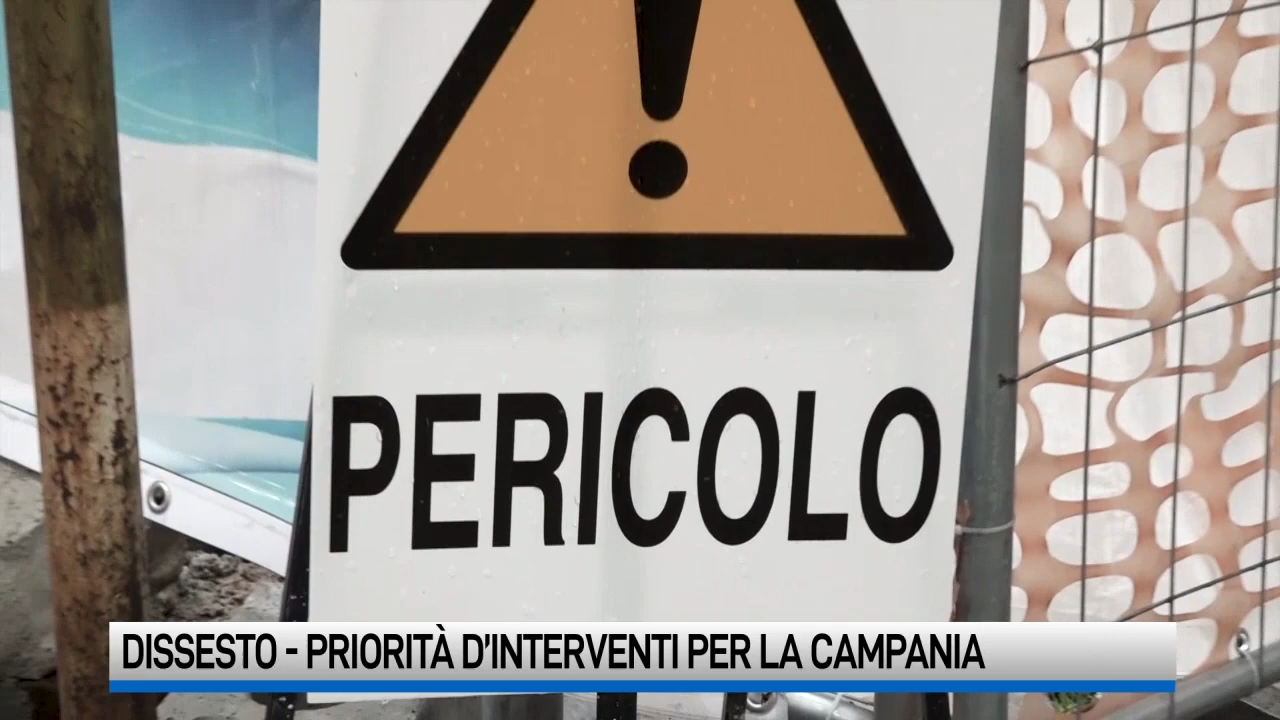 PERICOLO
DISSESTO - PRIORITÀ D'INTERVENTI PER LA CAMPANIA